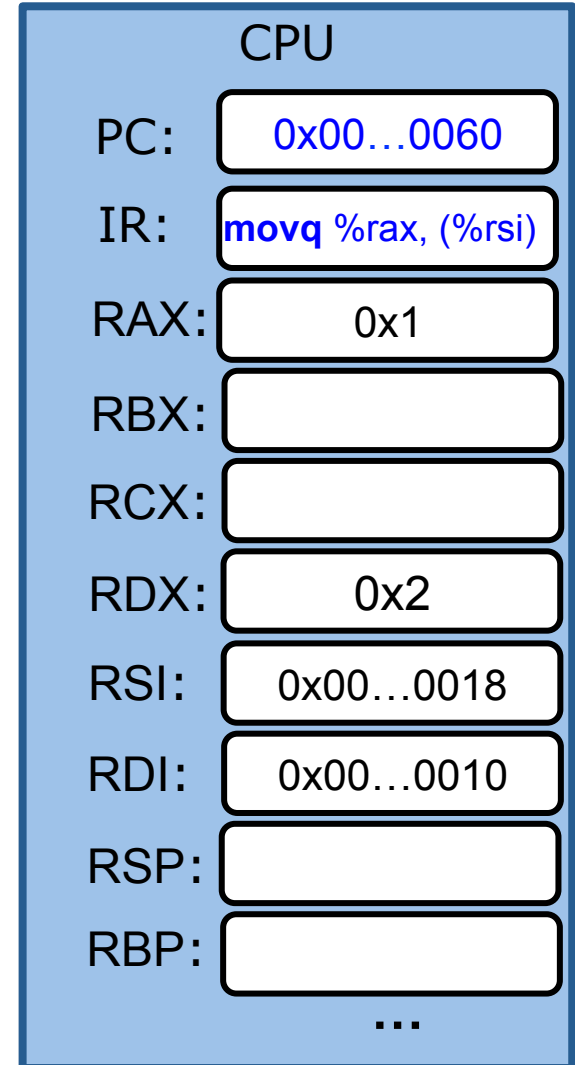 CPU
PC: 0x00…0060
IR: movq %rax, (%rsi)
RAX: 0x1
RBX:
RCX:
RDX: 0x2
RSI: 0x00…0018
RDI: 0x00…0010
RSP:
RBP:
…